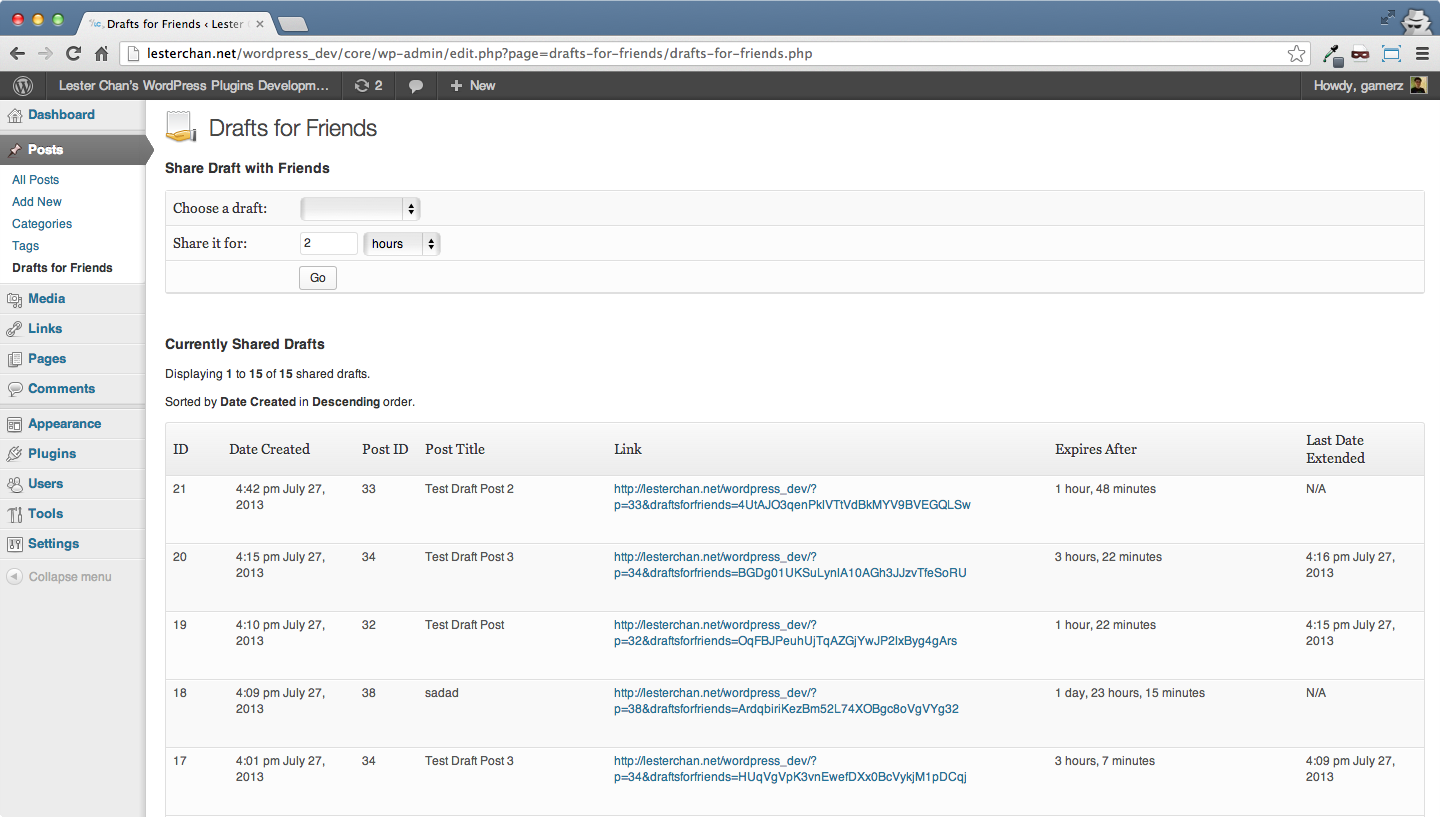 Drafts for Friends ‹ Lester
lesterchan.net/wordpress_dev/core/wp-admin/edit.php?page=drafts-for-friends/drafts-for-friends.php
Lester Chan's WordPress Plugins Developm… 2 + New Howdy, gamerz
Dashboard
Posts
All Posts
Add New
Categories
Tags
Drafts for Friends
Media
Links
Pages
Comments
Appearance
Plugins
Users
Tools
Settings
Collapse menu
Drafts for Friends
Share Draft with Friends
Choose a draft:
Share it for: 2 hours
Go
Currently Shared Drafts
Displaying 1 to 15 of 15 shared drafts.
Sorted by Date Created in Descending order.
ID Date Created Post ID Post Title Link Expires After Last Date
Extended
21 4:42 pm July 27, 33 Test Draft Post 2 http://lesterchan.net/wordpress_dev/? 1 hour, 48 minutes N/A
2013 p=33&draftsforfriends=4UtAJO3qenPklVTtVdBkMYV9BVEGQLSw
20 4:15 pm July 27, 34 Test Draft Post 3 http://lesterchan.net/wordpress_dev/? 3 hours, 22 minutes 4:16 pm July 27,
2013 p=34&draftsforfriends=BGDg01UKSuLynIA10AGh3JJzvTfeSoRU 2013
19 4:10 pm July 27, 32 Test Draft Post http://lesterchan.net/wordpress_dev/? 1 hour, 22 minutes 4:15 pm July 27,
2013 p=32&draftsforfriends=OqFBJPeuhUjTqAZGjYwJP2lxByg4gArs 2013
18 4:09 pm July 27, 38 sadad http://lesterchan.net/wordpress_dev/? 1 day, 23 hours, 15 minutes N/A
2013 p=38&draftsforfriends=ArdqbiriKezBm52L74XOBgc8oVgVYg32
17 4:01 pm July 27, 34 Test Draft Post 3 http://lesterchan.net/wordpress_dev/? 3 hours, 7 minutes 4:09 pm July 27,
2013 p=34&draftsforfriends=HUqVgVpK3vnEwefDXx0BcVykjM1pDCqj 2013